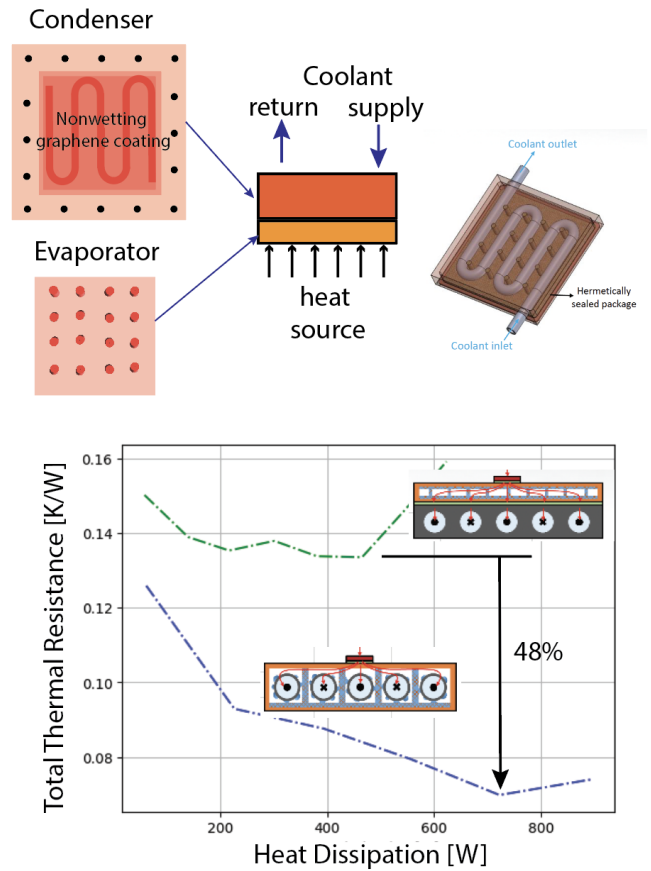 Condenser
Nonwetting
graphene coating
Coolant
return
supply
Coolant outlet
Evaporator
heat
source
Hermetically
sealed package
Coolant inlet
Total Thermal Resistance [K/W]
0.16
0.14
0.12
0.10
0.08
48%
200
400
600
800
Heat Dissipation [W]